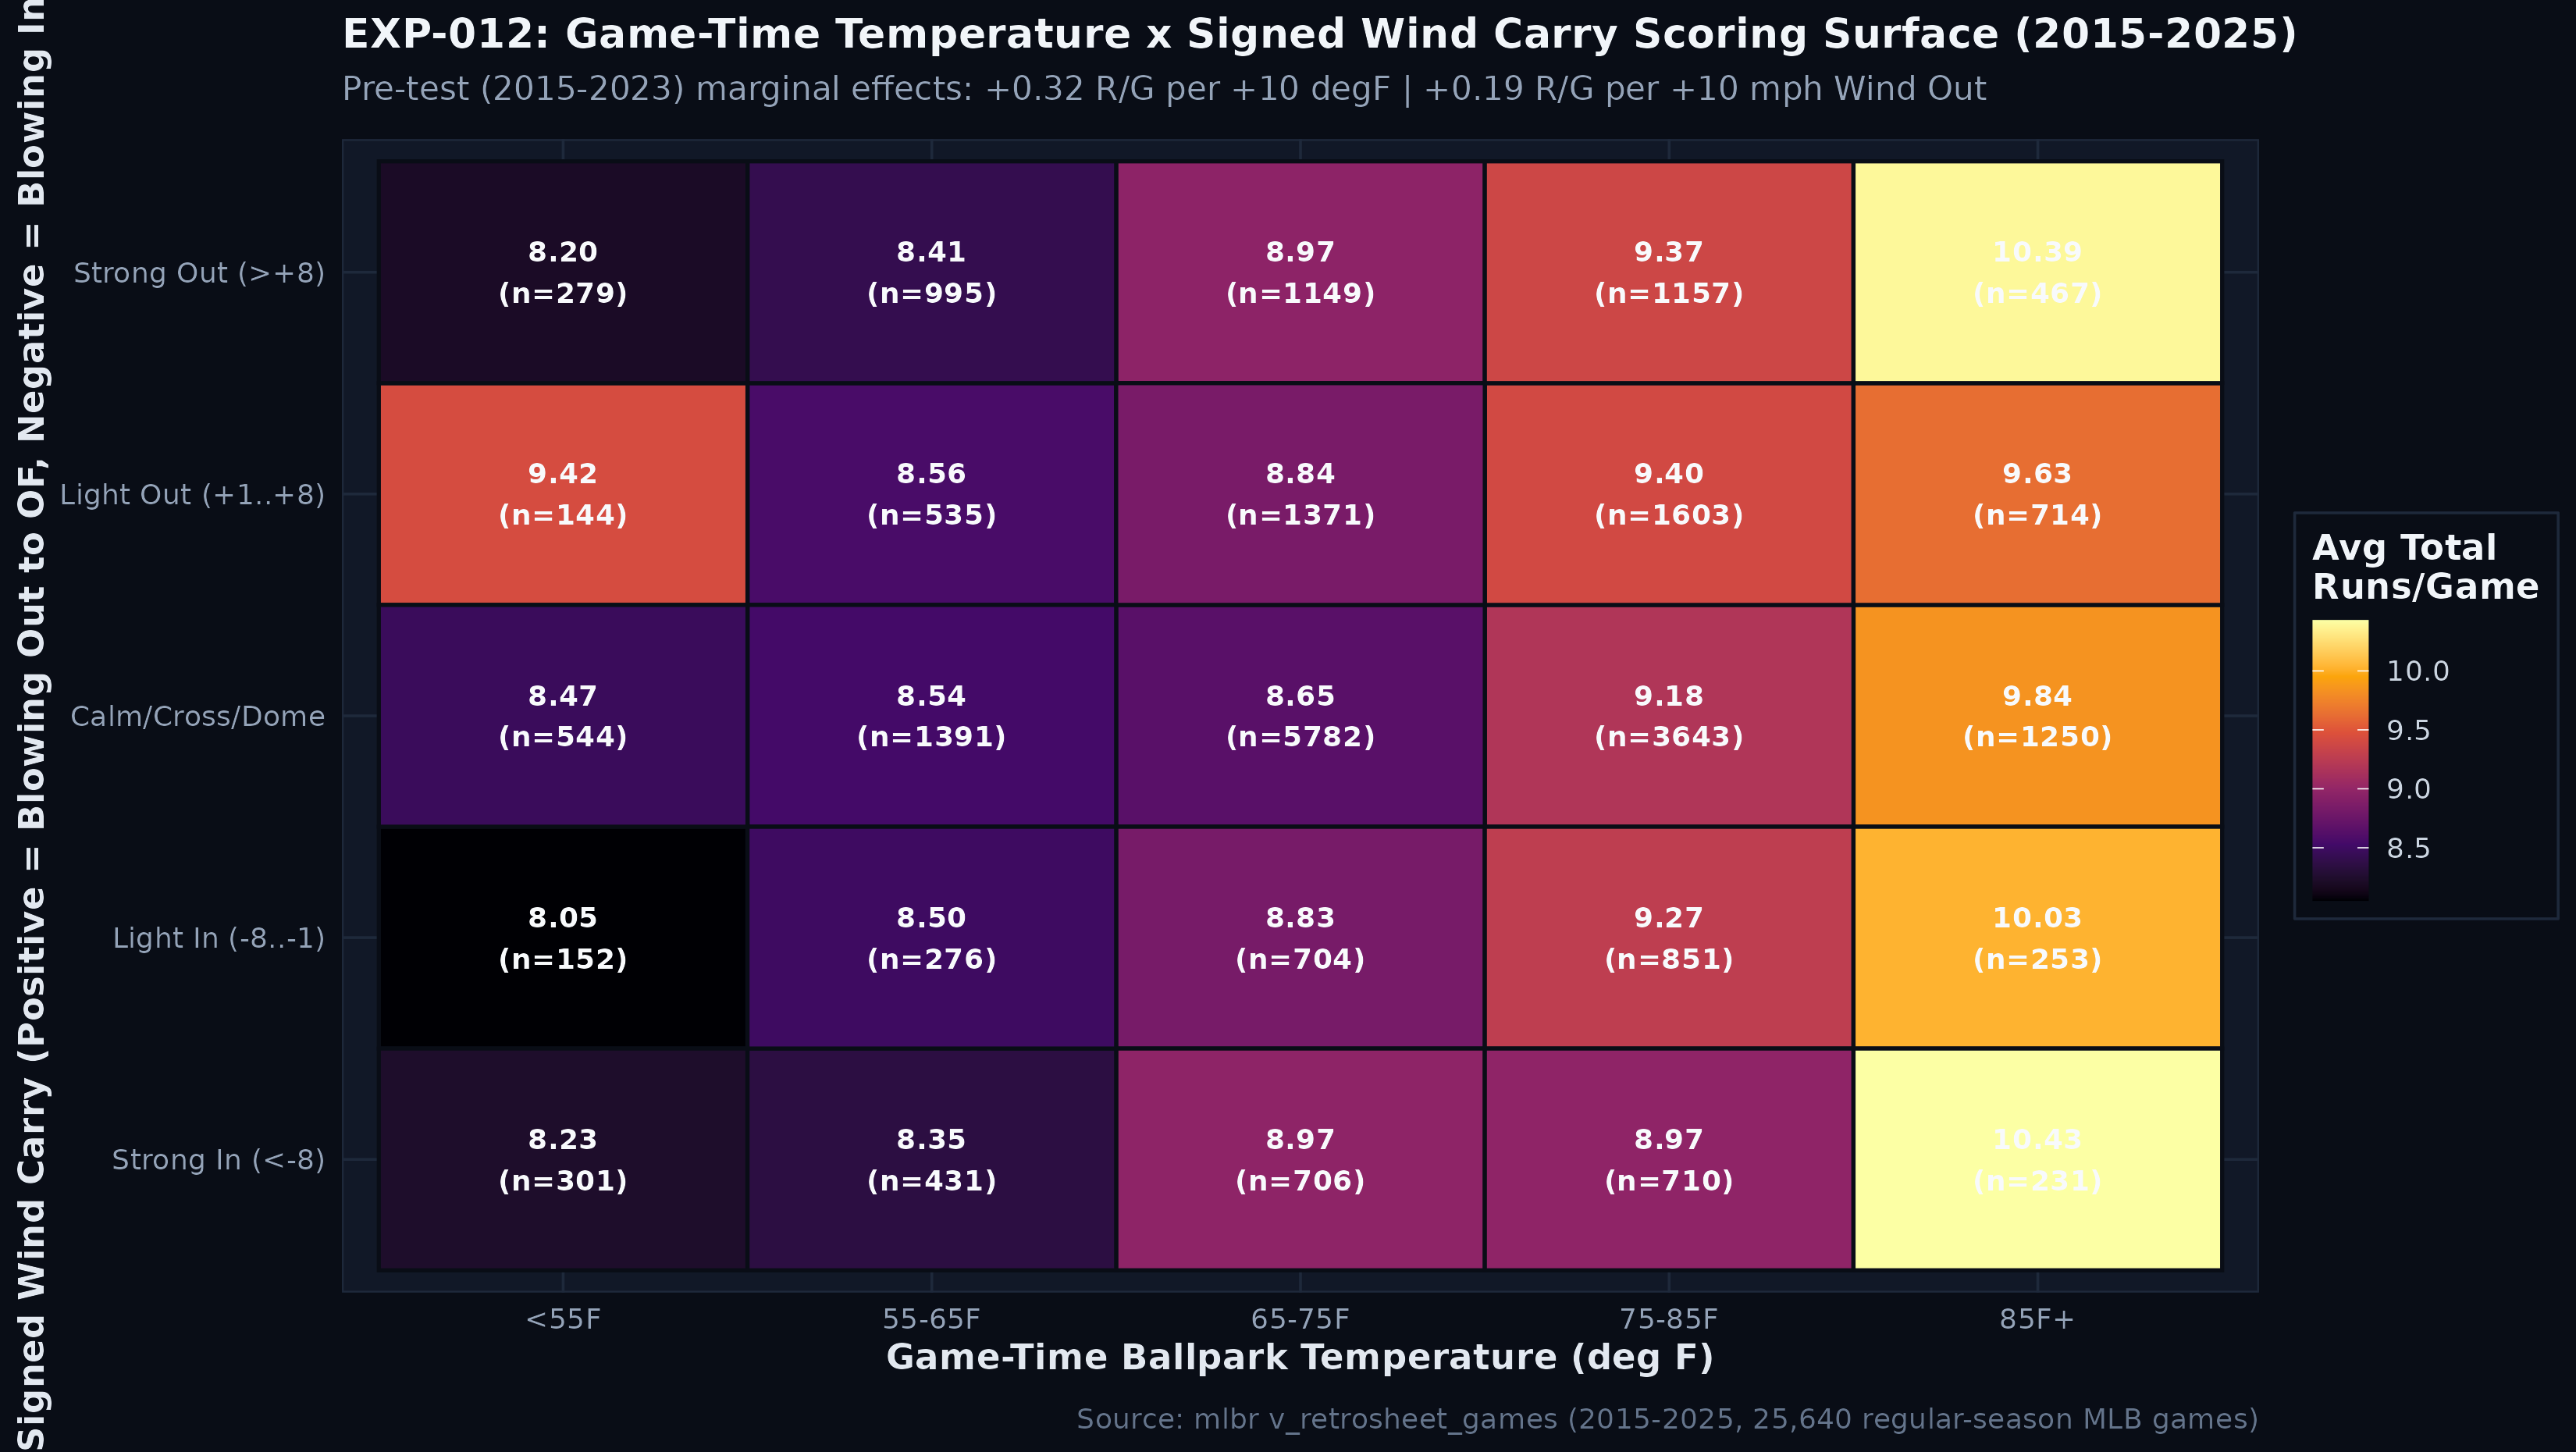 EXP-012: Game-Time Temperature x Signed Wind Carry Scoring Surface (2015-2025)
Pre-test (2015-2023) marginal effects: +0.32 R/G per +10 degF | +0.19 R/G per +10 mph Wind Out
Signed Wind Carry (Positive = Blowing Out to OF, Negative = Blowing In
Strong Out (>+8)
8.20
(n=279)
8.41
(n=995)
8.97
(n=1149)
9.37
(n=1157)
10.39
(n=467)
Light Out (+1..+8)
9.42
(n=144)
8.56
(n=535)
8.84
(n=1371)
9.40
(n=1603)
9.63
(n=714)
Calm/Cross/Dome
8.47
(n=544)
8.54
(n=1391)
8.65
(n=5782)
9.18
(n=3643)
9.84
(n=1250)
Light In (-8..-1)
8.05
(n=152)
8.50
(n=276)
8.83
(n=704)
9.27
(n=851)
10.03
(n=253)
Strong In (<-8)
8.23
(n=301)
8.35
(n=431)
8.97
(n=706)
8.97
(n=710)
10.43
(n=231)
<55F
55-65F
65-75F
75-85F
85F+
Game-Time Ballpark Temperature (deg F)
Avg Total
Runs/Game
10.0
9.5
9.0
8.5
Source: mlbr v_retrosheet_games (2015-2025, 25,640 regular-season MLB games)